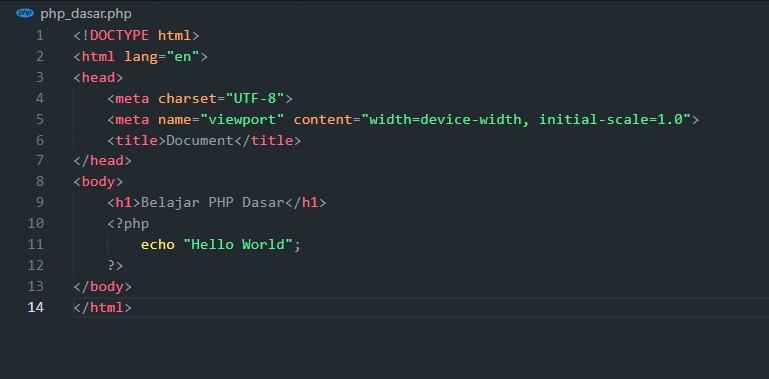 php php_dasar.php
1 <!DOCTYPE html>
2 <html lang="en">
3 <head>
4     <meta charset="UTF-8">
5     <meta name="viewport" content="width=device-width, initial-scale=1.0">
6     <title>Document</title>
7 </head>
8 <body>
9     <h1>Belajar PHP Dasar</h1>
10     <?php
11         echo "Hello World";
12     ?>
13 </body>
14 </html>